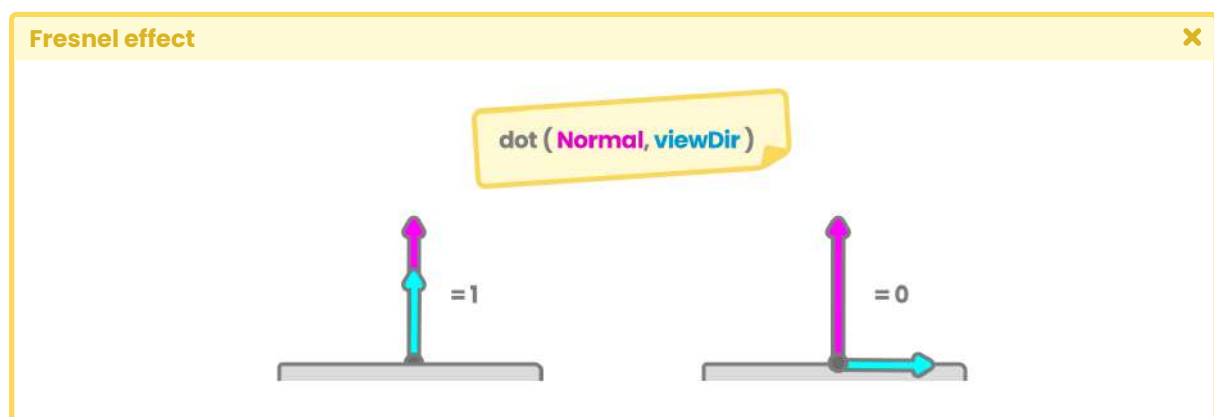 Fresnel effect
dot ( Normal, viewDir )
= 1
= 0